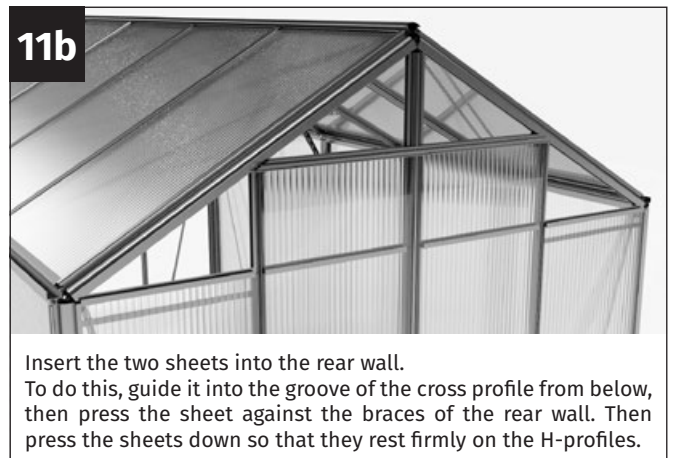 11b
Insert the two sheets into the rear wall.
To do this, guide it into the groove of the cross profile from below,
then press the sheet against the braces of the rear wall. Then
press the sheets down so that they rest firmly on the H-profiles.